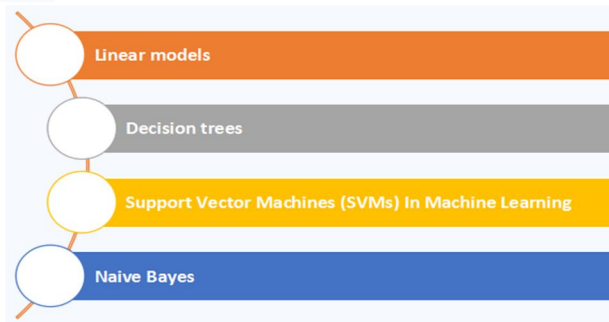 Linear models
Decision trees
Support Vector Machines (SVMs) In Machine Learning
Naive Bayes